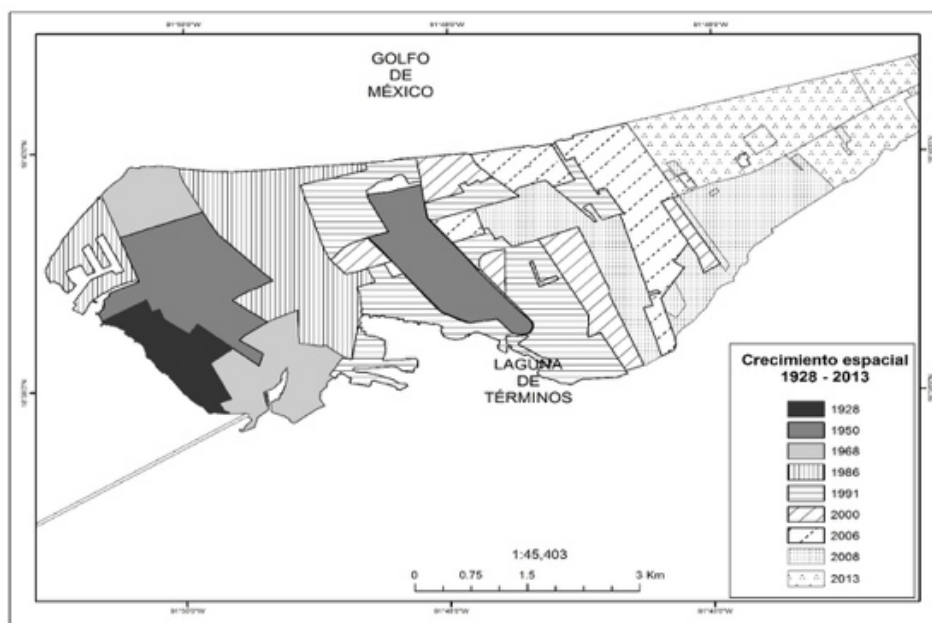 GOLFO
DE
MÉXICO
LAGUNA
DE
TÉRMINOS
Crecimiento espacial
1928 - 2013
1928
1950
1968
1986
1991
2000
2006
2008
2013
1:45,403
0 0.75 1.5 3 Km